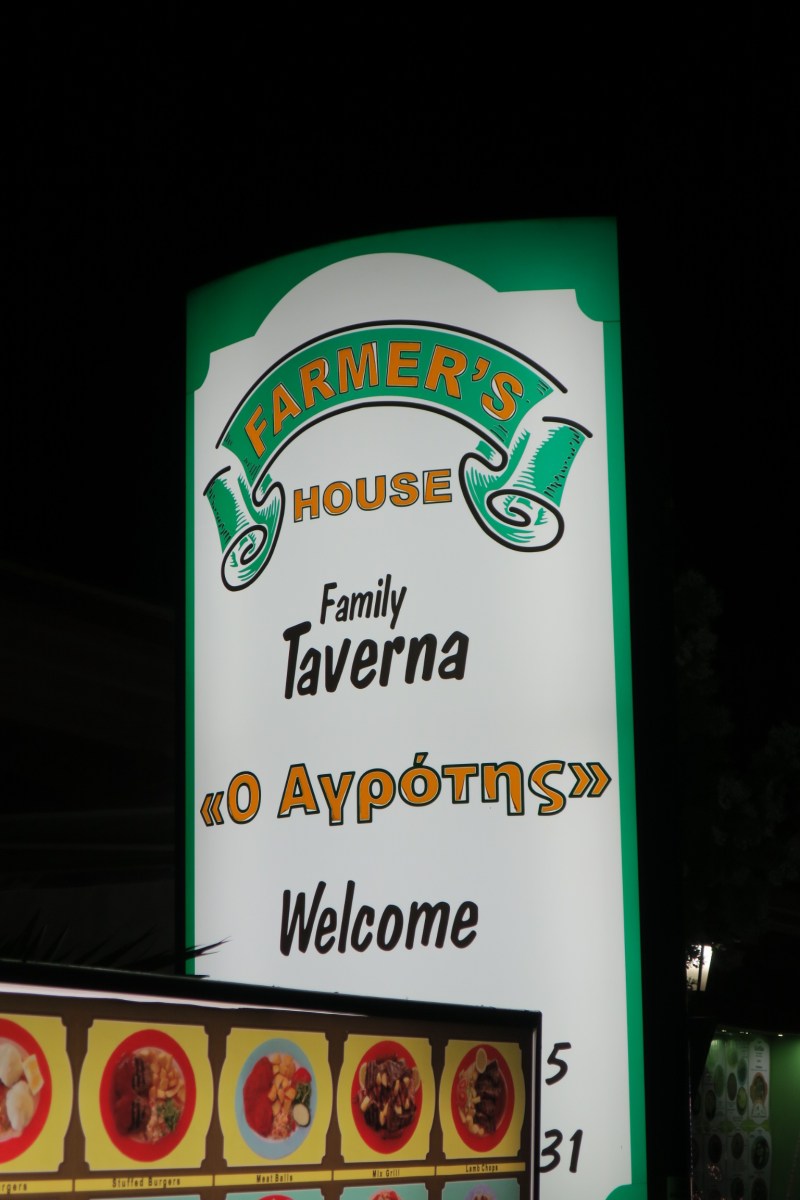 FARMER'S
HOUSE
Family
Taverna
«Ο Αγρότης»
Welcome
5
31
Stuffed Burgers
Meat Balls
Mix Grill
Lamb Chops